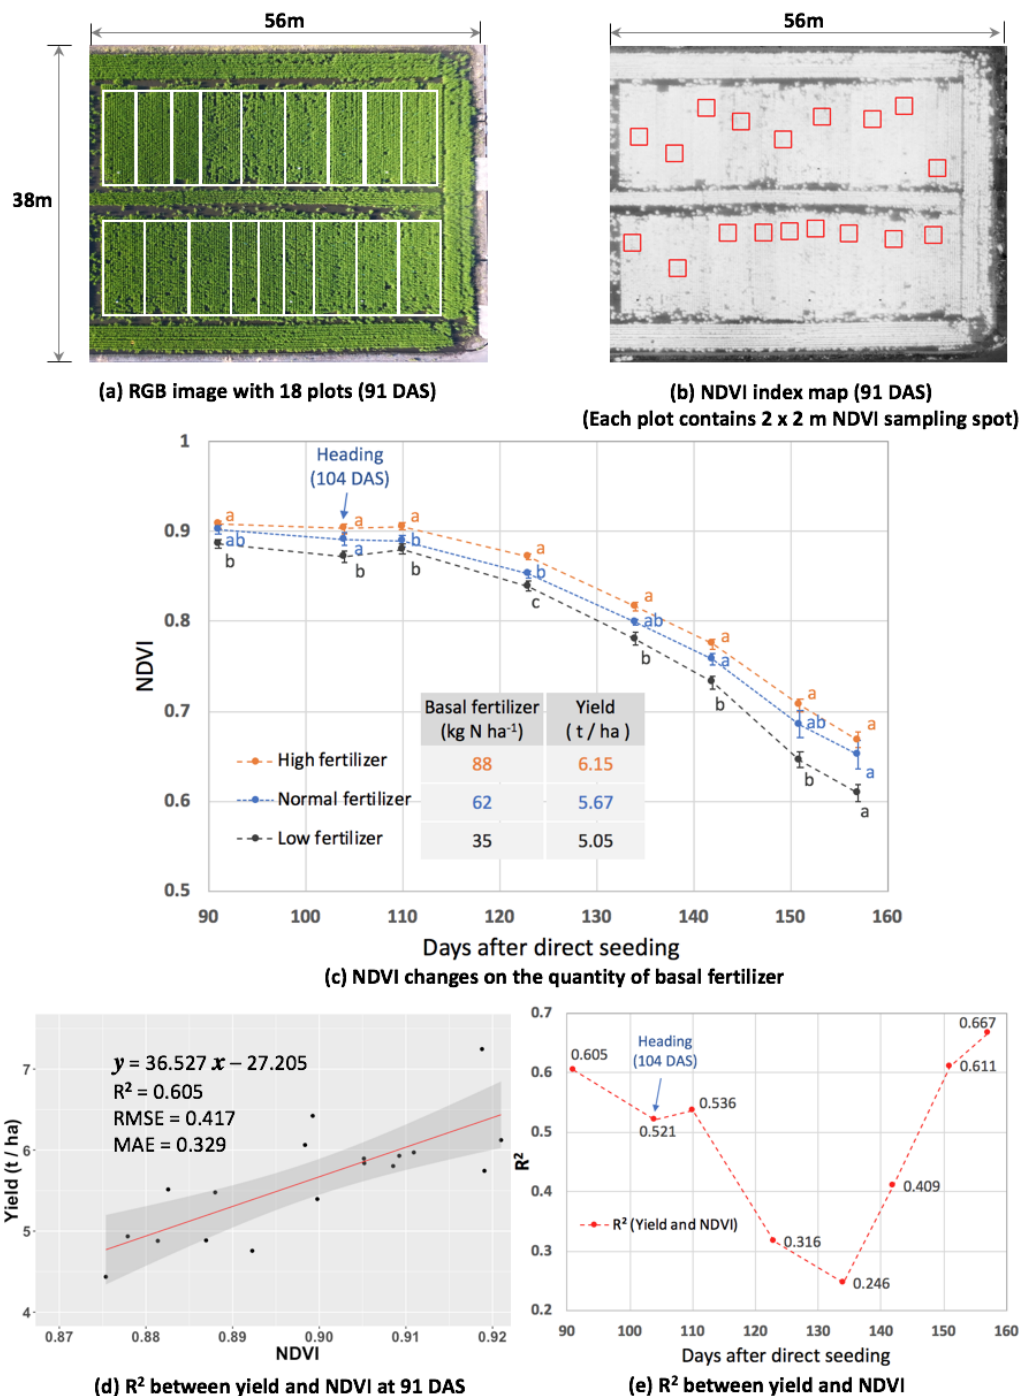 56m
56m
38m
(a) RGB image with 18 plots (91 DAS)
(b) NDVI index map (91 DAS)
(Each plot contains 2 x 2 m NDVI sampling spot)
1
0.9
0.8
0.7
0.6
0.5
NDVI
Heading
(104 DAS)
a
ab
b
a
a
b
a
b
b
a
b
c
a
ab
b
a
a
b
a
ab
b
a
a
a
Basal fertilizer
(kg N ha⁻¹)
Yield
( t / ha )
High fertilizer 88 6.15
Normal fertilizer 62 5.67
Low fertilizer 35 5.05
90 100 110 120 130 140 150 160
Days after direct seeding
(c) NDVI changes on the quantity of basal fertilizer
y = 36.527 x – 27.205
R² = 0.605
RMSE = 0.417
MAE = 0.329
7
6
5
4
Yield (t / ha)
0.87 0.88 0.89 0.90 0.91 0.92
NDVI
(d) R² between yield and NDVI at 91 DAS
0.7
0.6
0.5
0.4
0.3
0.2
R²
0.605
Heading
(104 DAS)
0.521
0.536
0.316
0.246
0.409
0.611
0.667
R² (Yield and NDVI)
90 100 110 120 130 140 150 160
Days after direct seeding
(e) R² between yield and NDVI